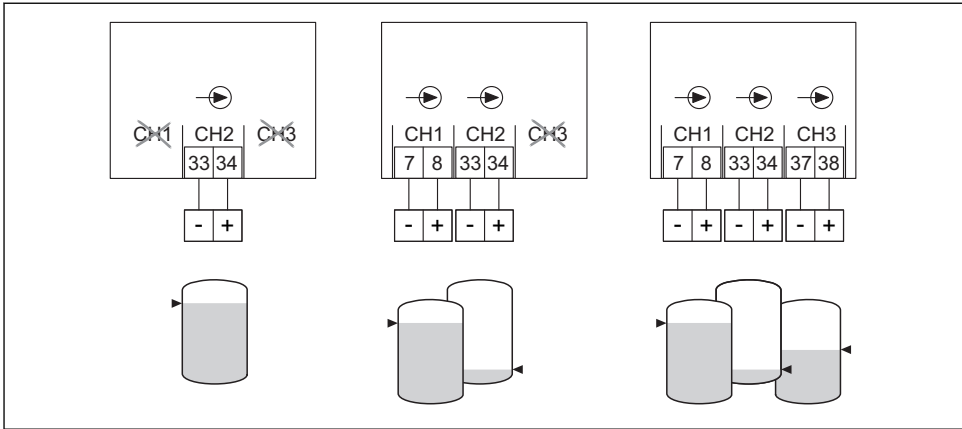 CH1 CH2 CH3
33 34
- +
CH1 CH2 CH3
7 8 33 34
- + - +
CH1 CH2 CH3
7 8 33 34 37 38
- + - + - +